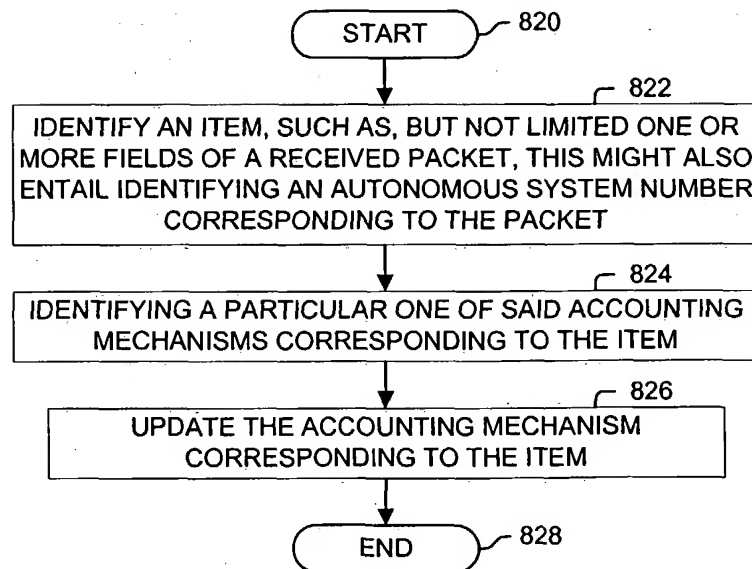 START
820
822
IDENTIFY AN ITEM, SUCH AS, BUT NOT LIMITED ONE OR
MORE FIELDS OF A RECEIVED PACKET, THIS MIGHT ALSO
ENTAIL IDENTIFYING AN AUTONOMOUS SYSTEM NUMBER
CORRESPONDING TO THE PACKET
824
IDENTIFYING A PARTICULAR ONE OF SAID ACCOUNTING
MECHANISMS CORRESPONDING TO THE ITEM
826
UPDATE THE ACCOUNTING MECHANISM
CORRESPONDING TO THE ITEM
END
828